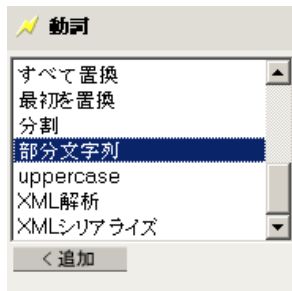 動詞
すべて置換
最初を置換
分割
部分文字列
uppercase
XML解析
XMLシリアライズ
< 追加